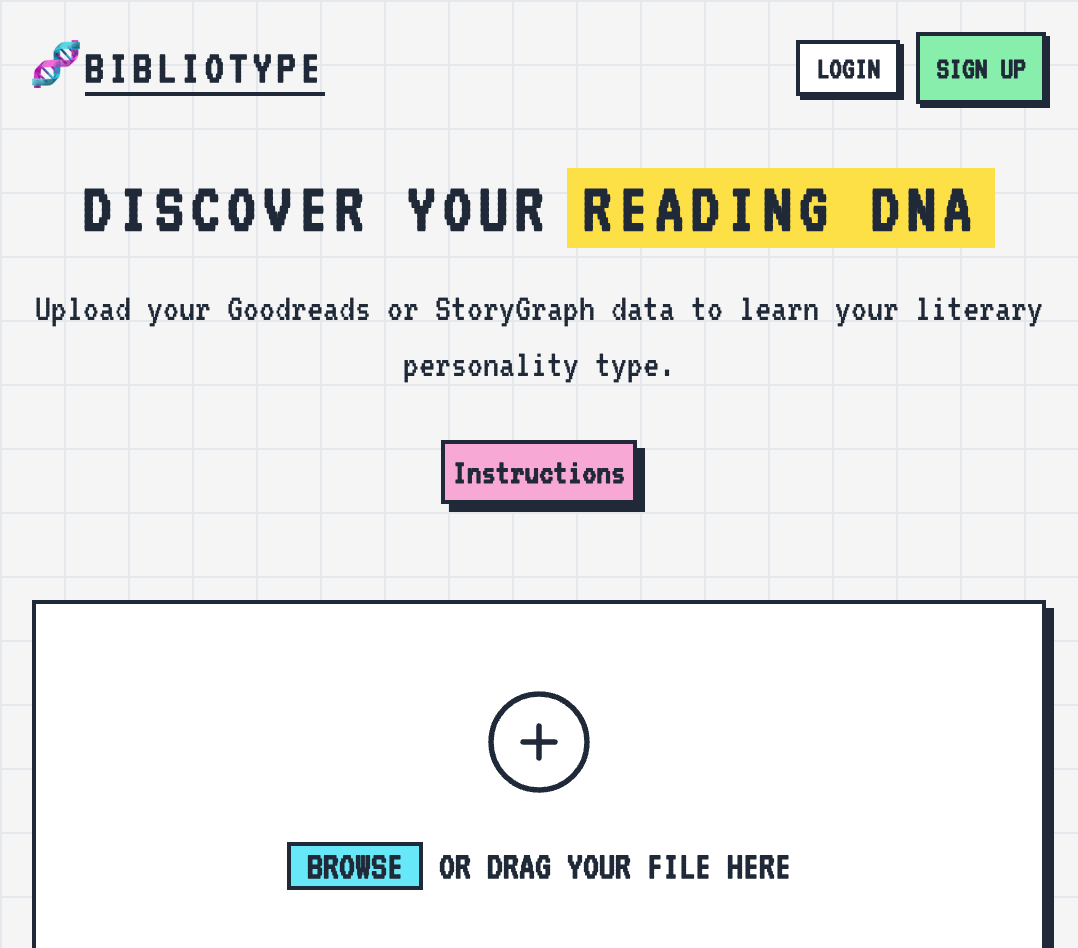 BIBLIOTYPE
LOGIN
SIGN UP
DISCOVER YOUR READING DNA
Upload your Goodreads or StoryGraph data to learn your literary
personality type.
Instructions
BROWSE OR DRAG YOUR FILE HERE